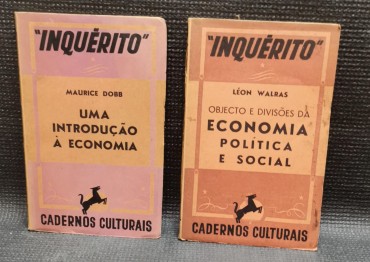 "INQUÉRITO"
MAURICE DOBB
UMA
INTRODUÇÃO
À ECONOMIA
CADERNOS CULTURAIS
"INQUÉRITO"
LÉON WALRAS
OBJECTO E DIVISÕES DA
ECONOMIA
POLÍTICA
E SOCIAL
CADERNOS CULTURAIS